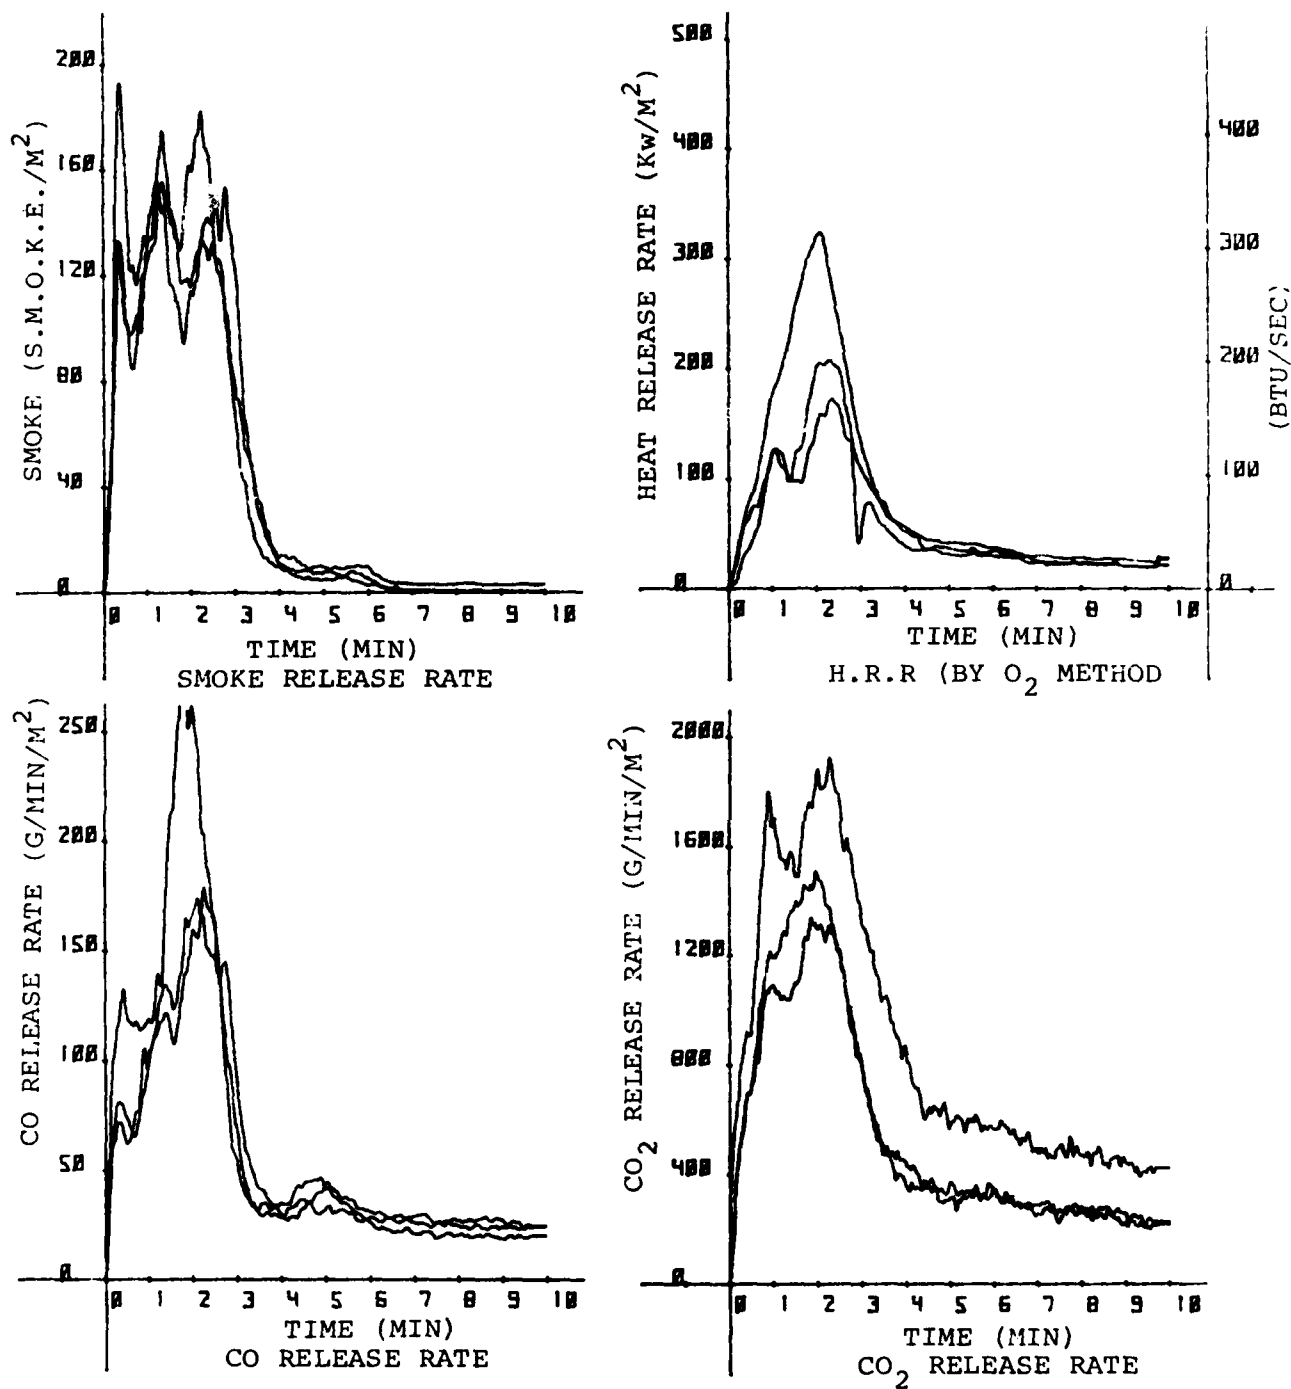 SMOKE (S.M.O.K.E./M2)
200
160
120
80
40
0
0 1 2 3 4 5 6 7 8 9 10
TIME (MIN)
SMOKE RELEASE RATE
HEAT RELEASE RATE (KW/M2)
500
400
300
200
100
0
0 1 2 3 4 5 6 7 8 9 10
TIME (MIN)
H.R.R (BY O2 METHOD
400
300
200
100
0
(BTU/SEC)
CO RELEASE RATE (G/MIN/M2)
250
200
150
100
50
0
0 1 2 3 4 5 6 7 8 9 10
TIME (MIN)
CO RELEASE RATE
CO2 RELEASE RATE (G/MIN/M2)
2000
1600
1200
800
400
0
0 1 2 3 4 5 6 7 8 9 10
TIME (MIN)
CO2 RELEASE RATE